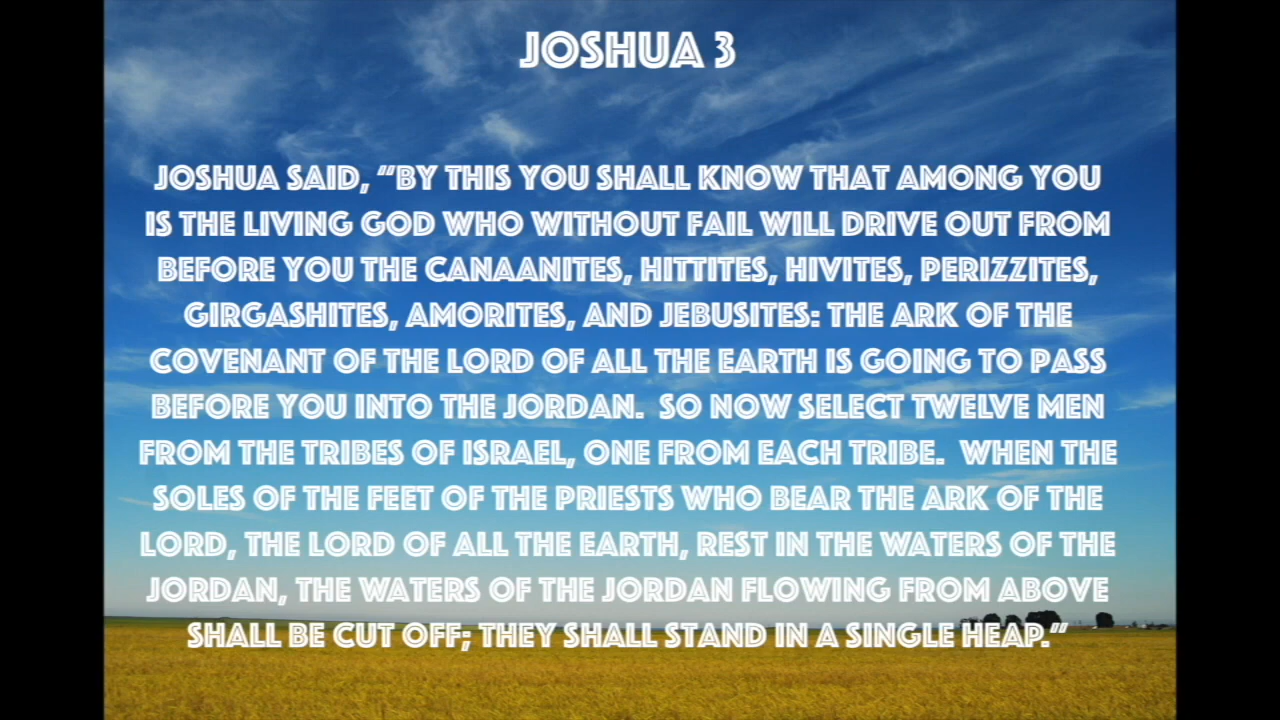 JOSHUA 3
JOSHUA SAID, “BY THIS YOU SHALL KNOW THAT AMONG YOU
IS THE LIVING GOD WHO WITHOUT FAIL WILL DRIVE OUT FROM
BEFORE YOU THE CANAANITES, HITTITES, HIVITES, PERIZZITES,
GIRGASHITES, AMORITES, AND JEBUSITES: THE ARK OF THE
COVENANT OF THE LORD OF ALL THE EARTH IS GOING TO PASS
BEFORE YOU INTO THE JORDAN.  SO NOW SELECT TWELVE MEN
FROM THE TRIBES OF ISRAEL, ONE FROM EACH TRIBE.  WHEN THE
SOLES OF THE FEET OF THE PRIESTS WHO BEAR THE ARK OF THE
LORD, THE LORD OF ALL THE EARTH, REST IN THE WATERS OF THE
JORDAN, THE WATERS OF THE JORDAN FLOWING FROM ABOVE
SHALL BE CUT OFF; THEY SHALL STAND IN A SINGLE HEAP.”